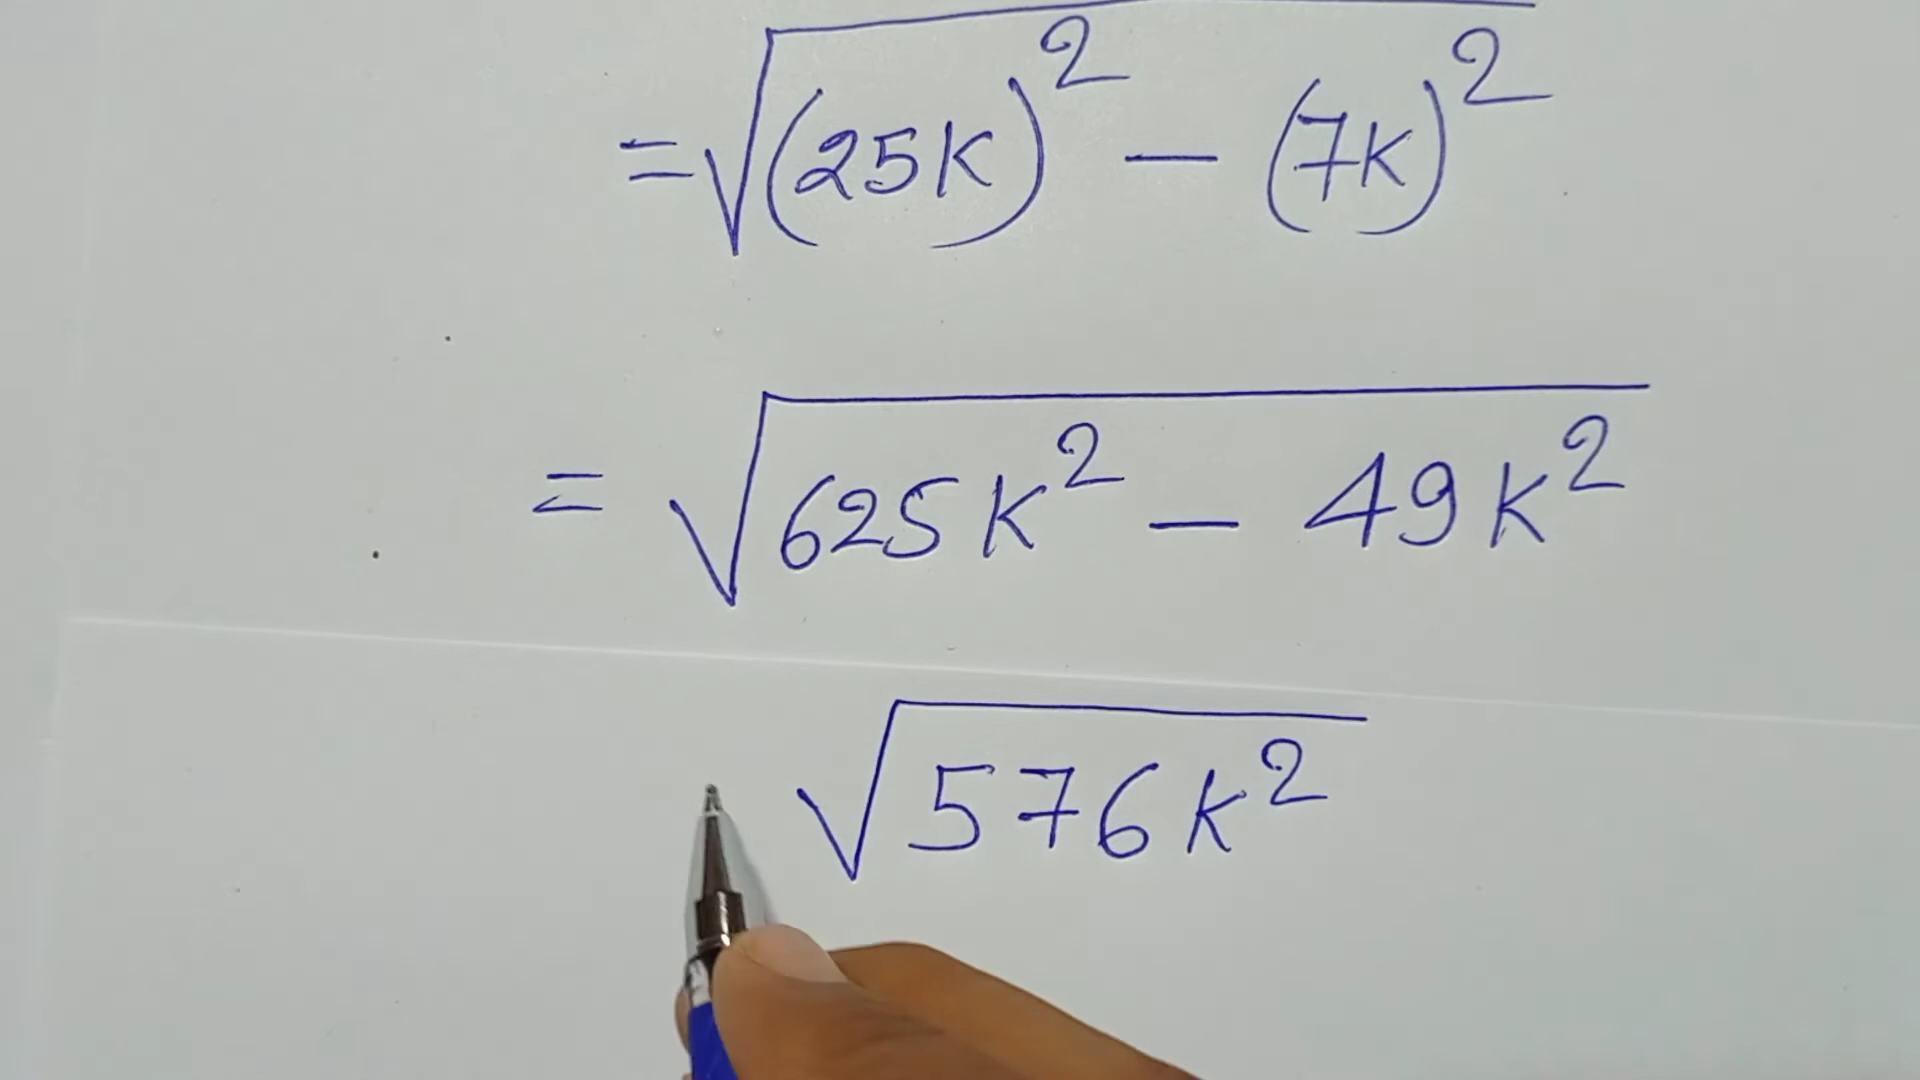 =√(25K)² − (7K)²
= √625K² − 49K²
√576K²